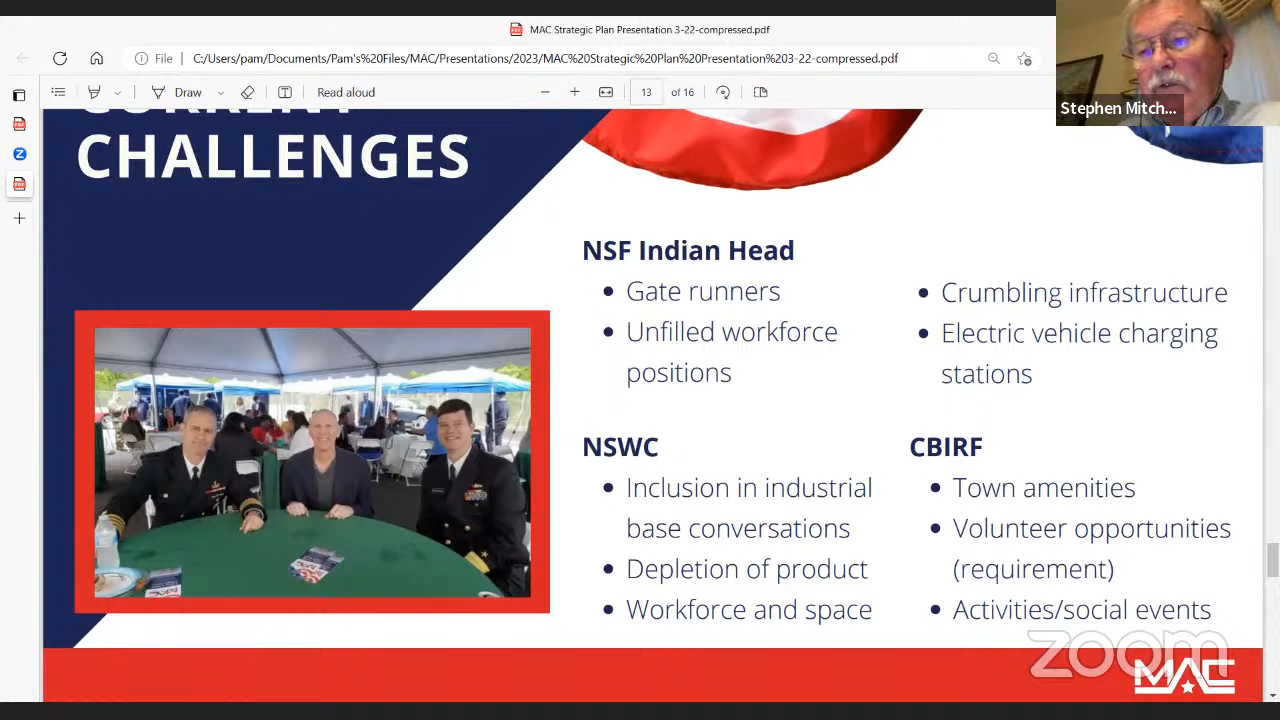 MAC Strategic Plan Presentation 3-22-compressed.pdf
File
C:/Users/pam/Documents/Pam's%20Files/MAC/Presentations/2023/MAC%20Strategic%20Plan%20Presentation%203-22-compressed.pdf
Draw
Read aloud
13 of 16
Stephen Mitch...
CURRENT
CHALLENGES
NSF Indian Head
• Gate runners
• Unfilled workforce
positions
• Crumbling infrastructure
• Electric vehicle charging
stations
NSWC
• Inclusion in industrial
base conversations
• Depletion of product
• Workforce and space
CBIRF
• Town amenities
• Volunteer opportunities
(requirement)
• Activities/social events
zoom
MAC